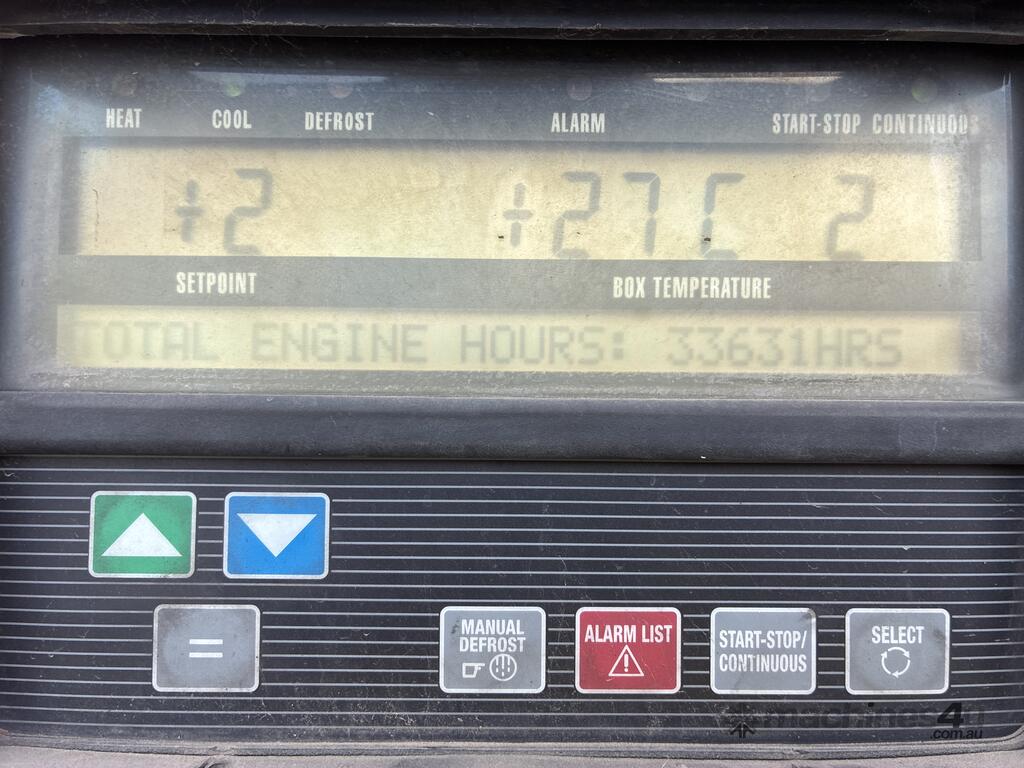 HEAT COOL DEFROST ALARM START-STOP CONTINUOUS
+2 +27C 2
SETPOINT BOX TEMPERATURE
TOTAL ENGINE HOURS: 33631HRS
=
MANUAL DEFROST
ALARM LIST
START-STOP/
CONTINUOUS
SELECT
machines4u
.com.au